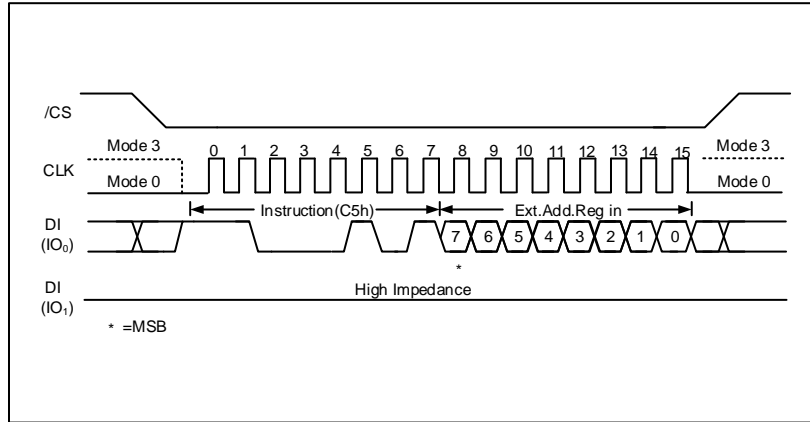 /CS
Mode 3
0 1 2 3 4 5 6 7 8 9 10 11 12 13 14 15
Mode 3
CLK
Mode 0
Mode 0
Instruction(C5h)
Ext.Add.Reg in
DI
(IO₀)
7 6 5 4 3 2 1 0
*
DI
(IO₁)
High Impedance
* =MSB